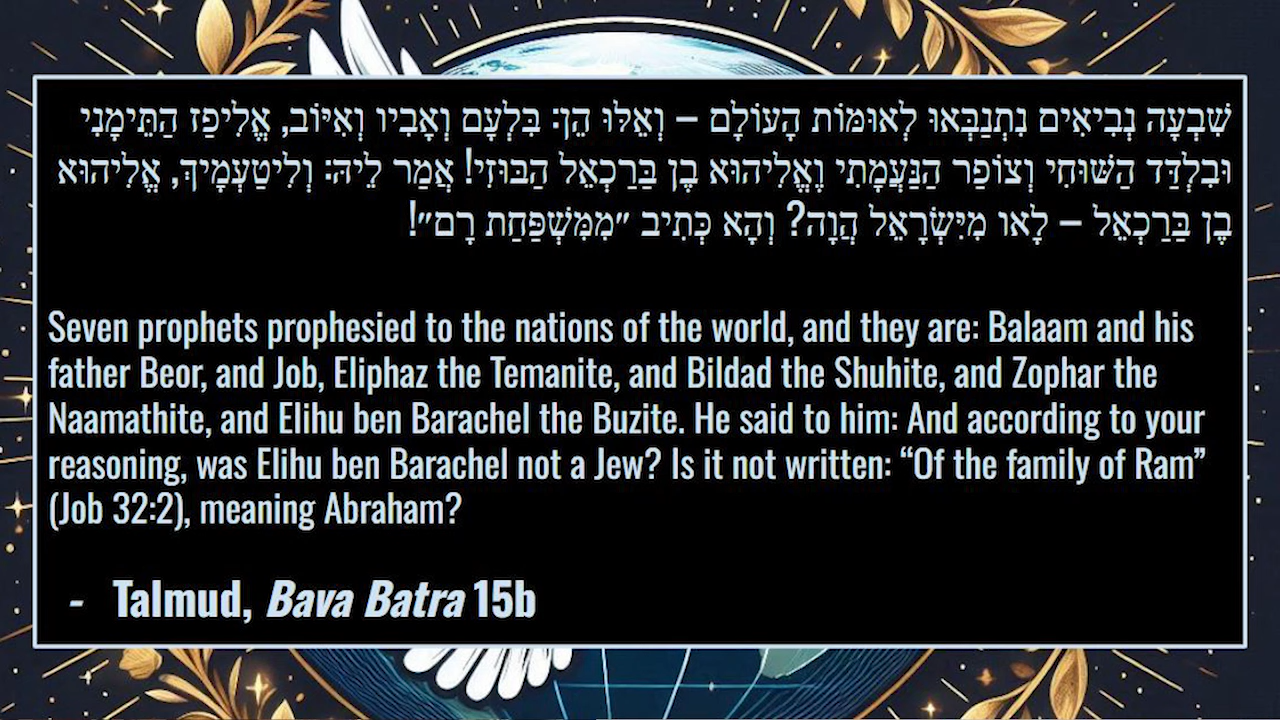 שִׁבְעָה נְבִיאִים נִתְנַבְּאוּ לְאוּמּוֹת הָעוֹלָם – וְאֵלּוּ הֵן: בִּלְעָם וְאָבִיו וְאִיּוֹב, אֱלִיפַז הַתֵּימָנִי
וּבִלְדַּד הַשּׁוּחִי וְצוֹפַר הַנַּעֲמָתִי וֶאֱלִיהוּא בֶן בַּרַכְאֵל הַבּוּזִי! אֲמַר לֵיהּ: וְלִיטַעְמָיךְ, אֱלִיהוּא
בֶן בַּרַכְאֵל – לָאו מִיִּשְׂרָאֵל הֲוָה? וְהָא כְּתִיב ״מִמִּשְׁפַּחַת רָם״!
Seven prophets prophesied to the nations of the world, and they are: Balaam and his
father Beor, and Job, Eliphaz the Temanite, and Bildad the Shuhite, and Zophar the
Naamathite, and Elihu ben Barachel the Buzite. He said to him: And according to your
reasoning, was Elihu ben Barachel not a Jew? Is it not written: “Of the family of Ram”
(Job 32:2), meaning Abraham?
- Talmud, Bava Batra 15b